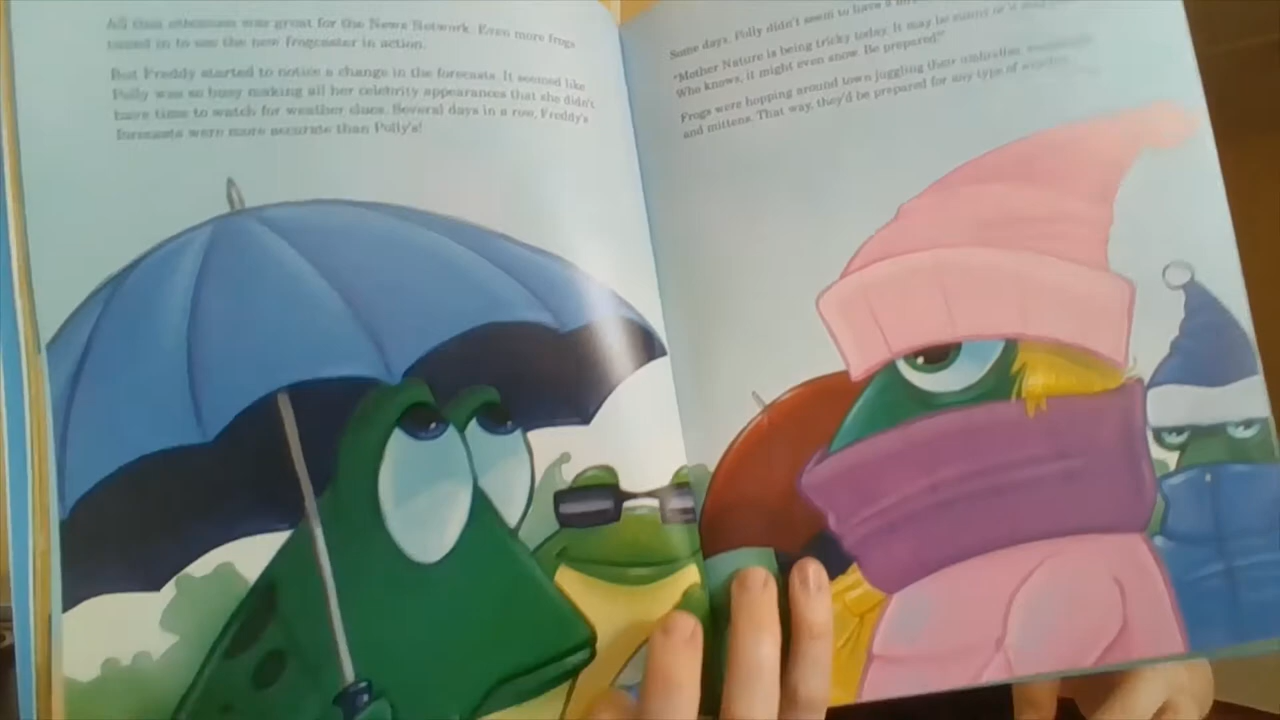 All this           was great for the News Network. Even more frogs
tuned in to see the new frogcaster in action.
But Freddy started to notice a change in the forecasts. It seemed like
Polly was so busy making all her celebrity appearances that she didn't
have time to watch for weather clues. Several days in a row, Freddy's
forecasts were more accurate than Polly's!
Some days, Polly didn't seem to have a
"Mother Nature is being tricky today. It may be sunny or it may
Who knows, it might even snow. Be prepared!"
Frogs were hopping around town juggling their umbrellas,
and mittens. That way, they'd be prepared for any type of weather.